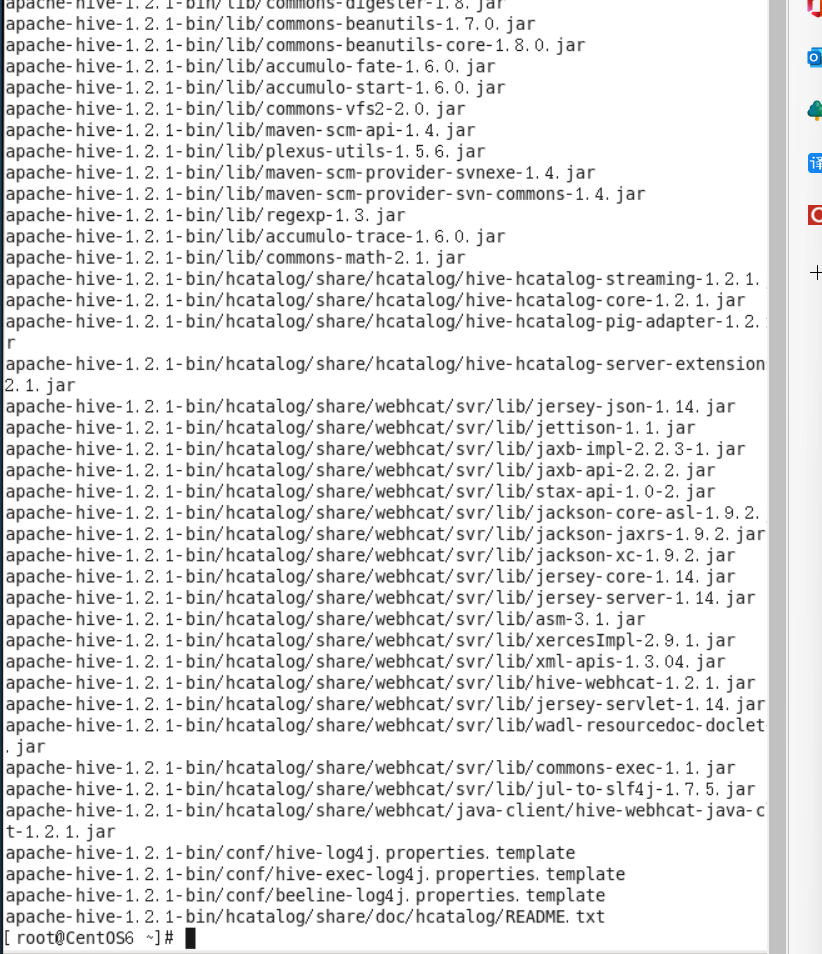 apache-hive-1.2.1-bin/lib/commons-digester-1.8.jar
apache-hive-1.2.1-bin/lib/commons-beanutils-1.7.0.jar
apache-hive-1.2.1-bin/lib/commons-beanutils-core-1.8.0.jar
apache-hive-1.2.1-bin/lib/accumulo-fate-1.6.0.jar
apache-hive-1.2.1-bin/lib/accumulo-start-1.6.0.jar
apache-hive-1.2.1-bin/lib/commons-vfs2-2.0.jar
apache-hive-1.2.1-bin/lib/maven-scm-api-1.4.jar
apache-hive-1.2.1-bin/lib/plexus-utils-1.5.6.jar
apache-hive-1.2.1-bin/lib/maven-scm-provider-svnexe-1.4.jar
apache-hive-1.2.1-bin/lib/maven-scm-provider-svn-commons-1.4.jar
apache-hive-1.2.1-bin/lib/regexp-1.3.jar
apache-hive-1.2.1-bin/lib/accumulo-trace-1.6.0.jar
apache-hive-1.2.1-bin/lib/commons-math-2.1.jar
apache-hive-1.2.1-bin/hcatalog/share/hcatalog/hive-hcatalog-streaming-1.2.1.
apache-hive-1.2.1-bin/hcatalog/share/hcatalog/hive-hcatalog-core-1.2.1.jar
apache-hive-1.2.1-bin/hcatalog/share/hcatalog/hive-hcatalog-pig-adapter-1.2.
r
apache-hive-1.2.1-bin/hcatalog/share/hcatalog/hive-hcatalog-server-extension
2.1.jar
apache-hive-1.2.1-bin/hcatalog/share/webhcat/svr/lib/jersey-json-1.14.jar
apache-hive-1.2.1-bin/hcatalog/share/webhcat/svr/lib/jettison-1.1.jar
apache-hive-1.2.1-bin/hcatalog/share/webhcat/svr/lib/jaxb-impl-2.2.3-1.jar
apache-hive-1.2.1-bin/hcatalog/share/webhcat/svr/lib/jaxb-api-2.2.2.jar
apache-hive-1.2.1-bin/hcatalog/share/webhcat/svr/lib/stax-api-1.0-2.jar
apache-hive-1.2.1-bin/hcatalog/share/webhcat/svr/lib/jackson-core-asl-1.9.2.
apache-hive-1.2.1-bin/hcatalog/share/webhcat/svr/lib/jackson-jaxrs-1.9.2.jar
apache-hive-1.2.1-bin/hcatalog/share/webhcat/svr/lib/jackson-xc-1.9.2.jar
apache-hive-1.2.1-bin/hcatalog/share/webhcat/svr/lib/jersey-core-1.14.jar
apache-hive-1.2.1-bin/hcatalog/share/webhcat/svr/lib/jersey-server-1.14.jar
apache-hive-1.2.1-bin/hcatalog/share/webhcat/svr/lib/asm-3.1.jar
apache-hive-1.2.1-bin/hcatalog/share/webhcat/svr/lib/xercesImpl-2.9.1.jar
apache-hive-1.2.1-bin/hcatalog/share/webhcat/svr/lib/xml-apis-1.3.04.jar
apache-hive-1.2.1-bin/hcatalog/share/webhcat/svr/lib/hive-webhcat-1.2.1.jar
apache-hive-1.2.1-bin/hcatalog/share/webhcat/svr/lib/jersey-servlet-1.14.jar
apache-hive-1.2.1-bin/hcatalog/share/webhcat/svr/lib/wadl-resourcedoc-doclet
.jar
apache-hive-1.2.1-bin/hcatalog/share/webhcat/svr/lib/commons-exec-1.1.jar
apache-hive-1.2.1-bin/hcatalog/share/webhcat/svr/lib/jul-to-slf4j-1.7.5.jar
apache-hive-1.2.1-bin/hcatalog/share/webhcat/java-client/hive-webhcat-java-c
t-1.2.1.jar
apache-hive-1.2.1-bin/conf/hive-log4j.properties.template
apache-hive-1.2.1-bin/conf/hive-exec-log4j.properties.template
apache-hive-1.2.1-bin/conf/beeline-log4j.properties.template
apache-hive-1.2.1-bin/hcatalog/share/doc/hcatalog/README.txt
[root@CentOS6 ~]#